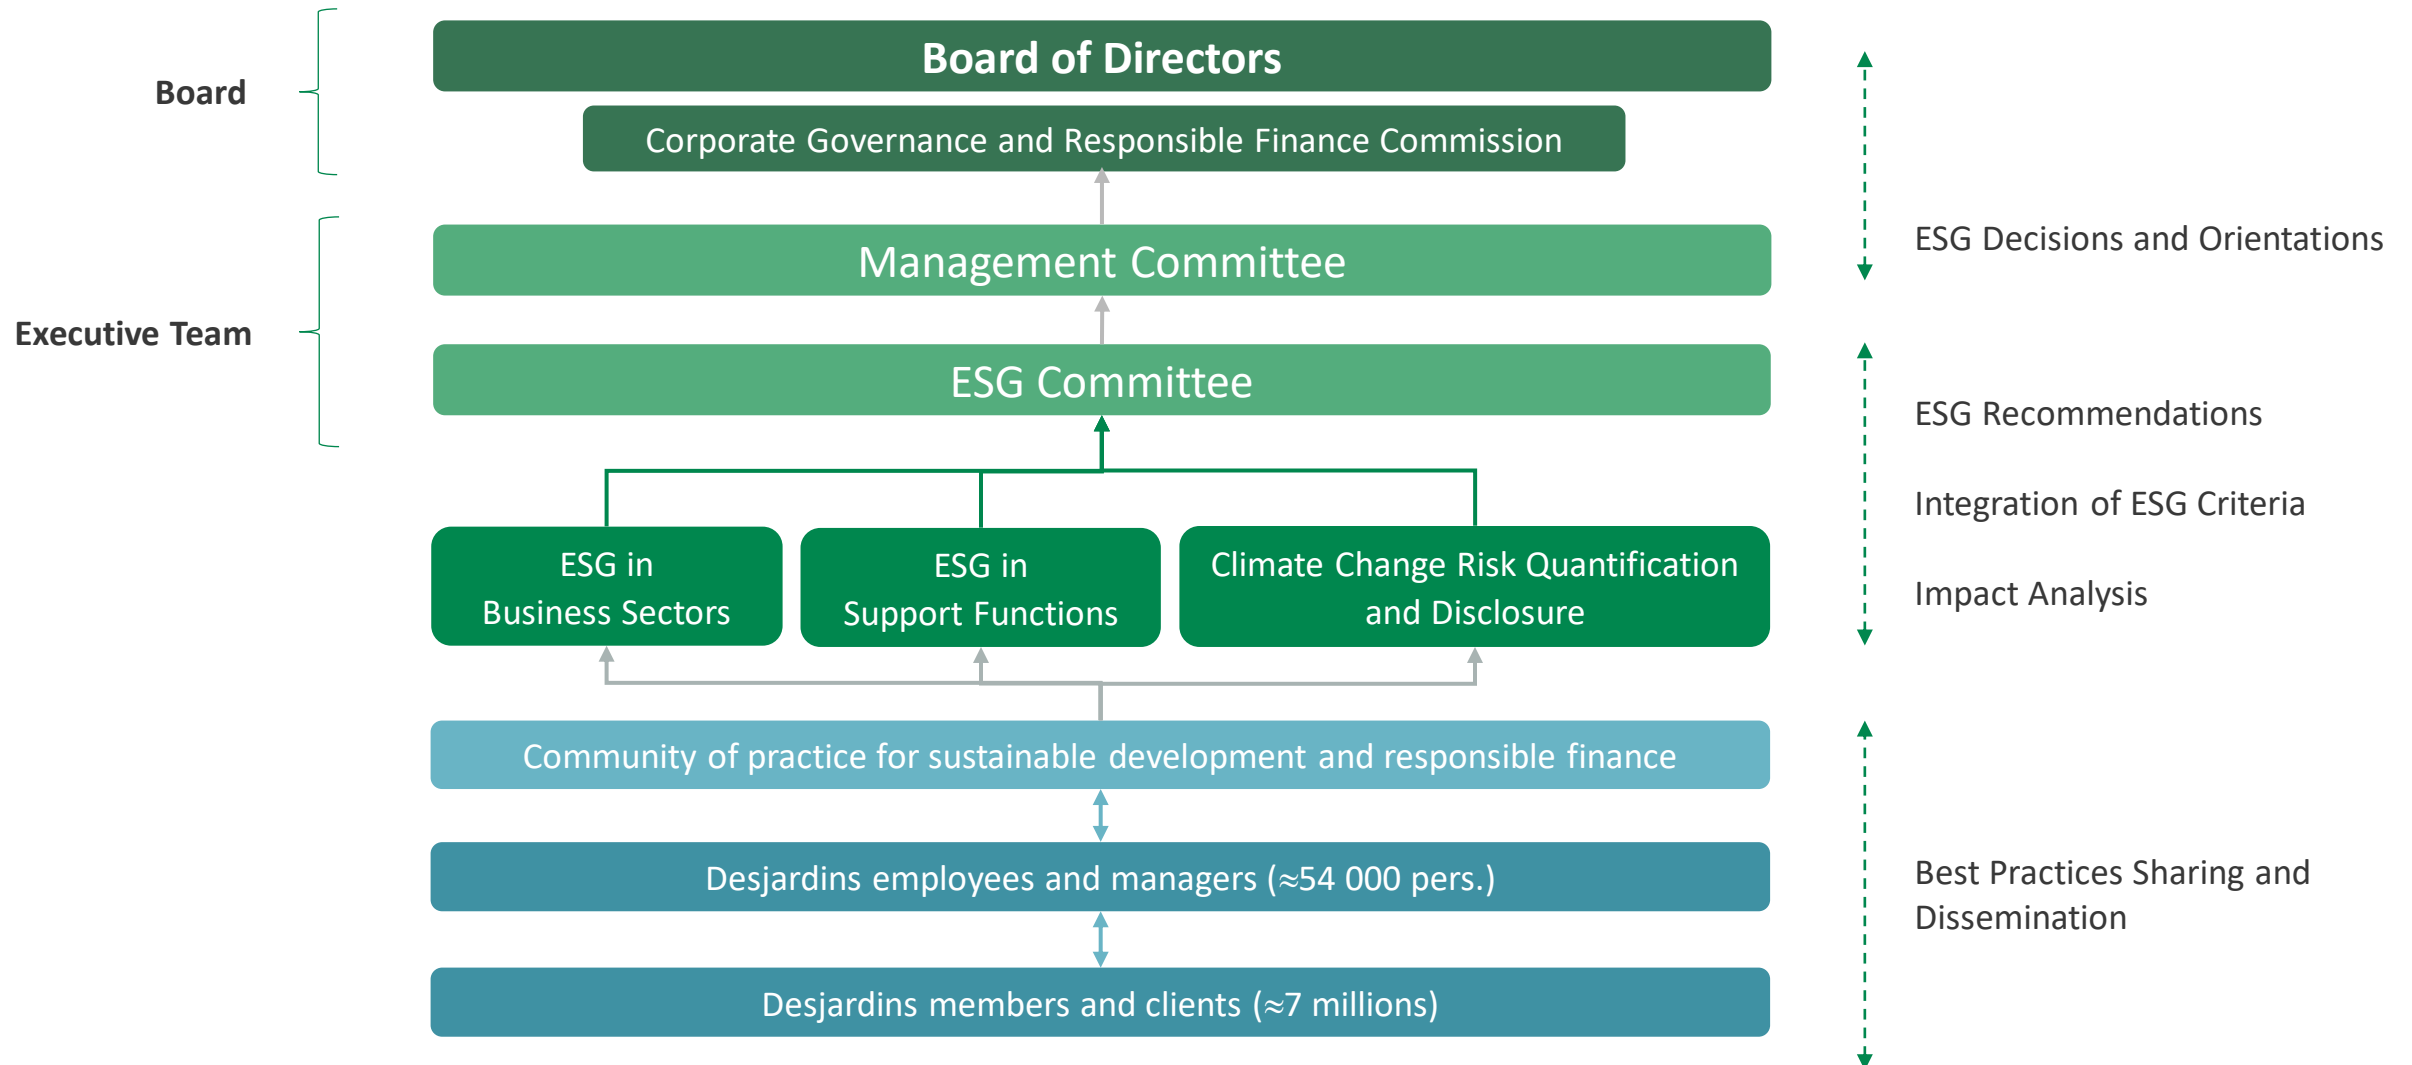 Board of Directors
Board
Corporate Governance and Responsible Finance Commission
Management Committee
ESG Decisions and Orientations
Executive Team
ESG Committee
ESG Recommendations
Integration of ESG Criteria
Impact Analysis
ESG in
Business Sectors
ESG in
Support Functions
Climate Change Risk Quantification
and Disclosure
Community of practice for sustainable development and responsible finance
Desjardins employees and managers (≈54 000 pers.)
Best Practices Sharing and
Dissemination
Desjardins members and clients (≈7 millions)